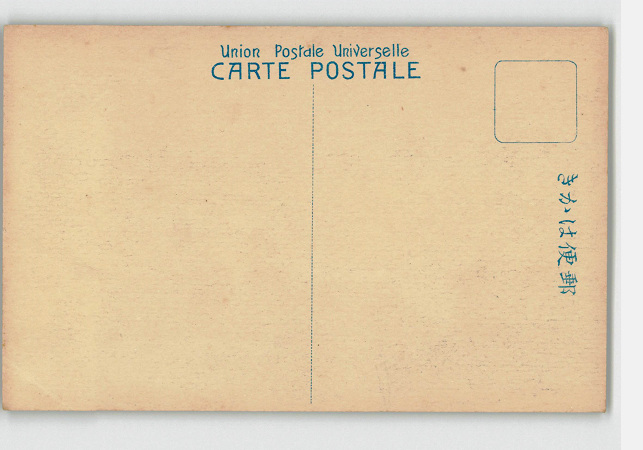 Union Postale Universelle
CARTE POSTALE
きかは便郵